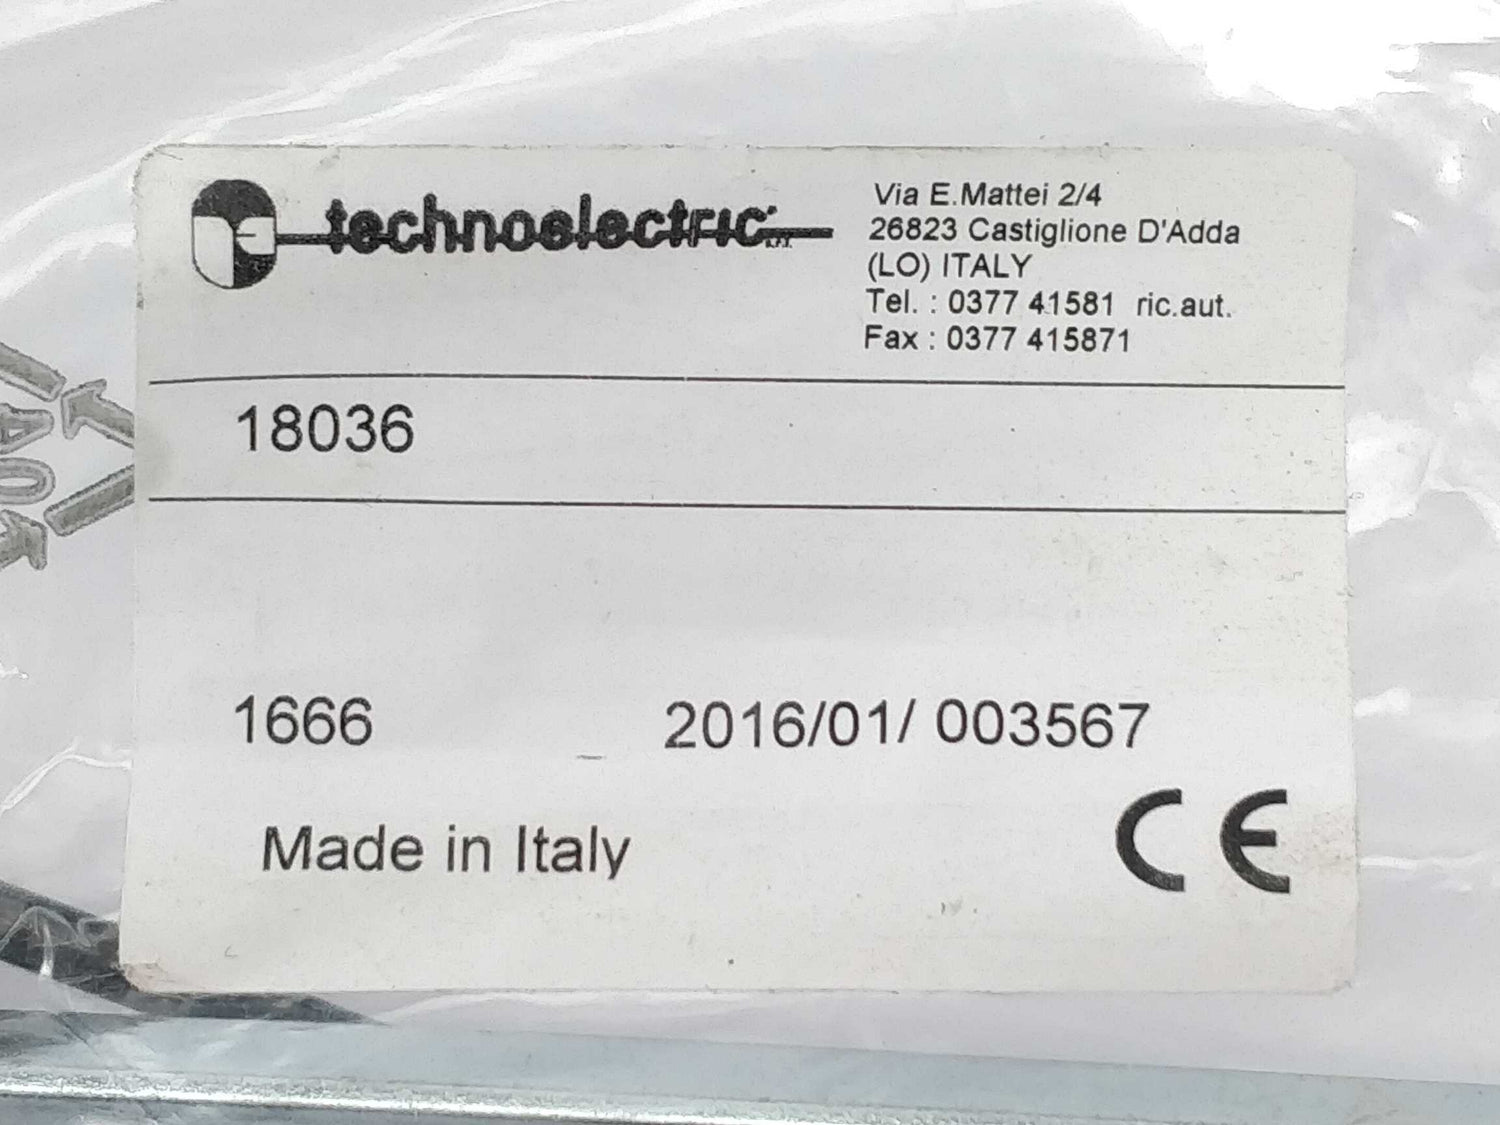 technoelectric s.r.l.
Via E.Mattei 2/4
26823 Castiglione D'Adda
(LO) ITALY
Tel. : 0377 41581 ric.aut.
Fax : 0377 415871
18036
1666 2016/01/ 003567
Made in Italy
CE